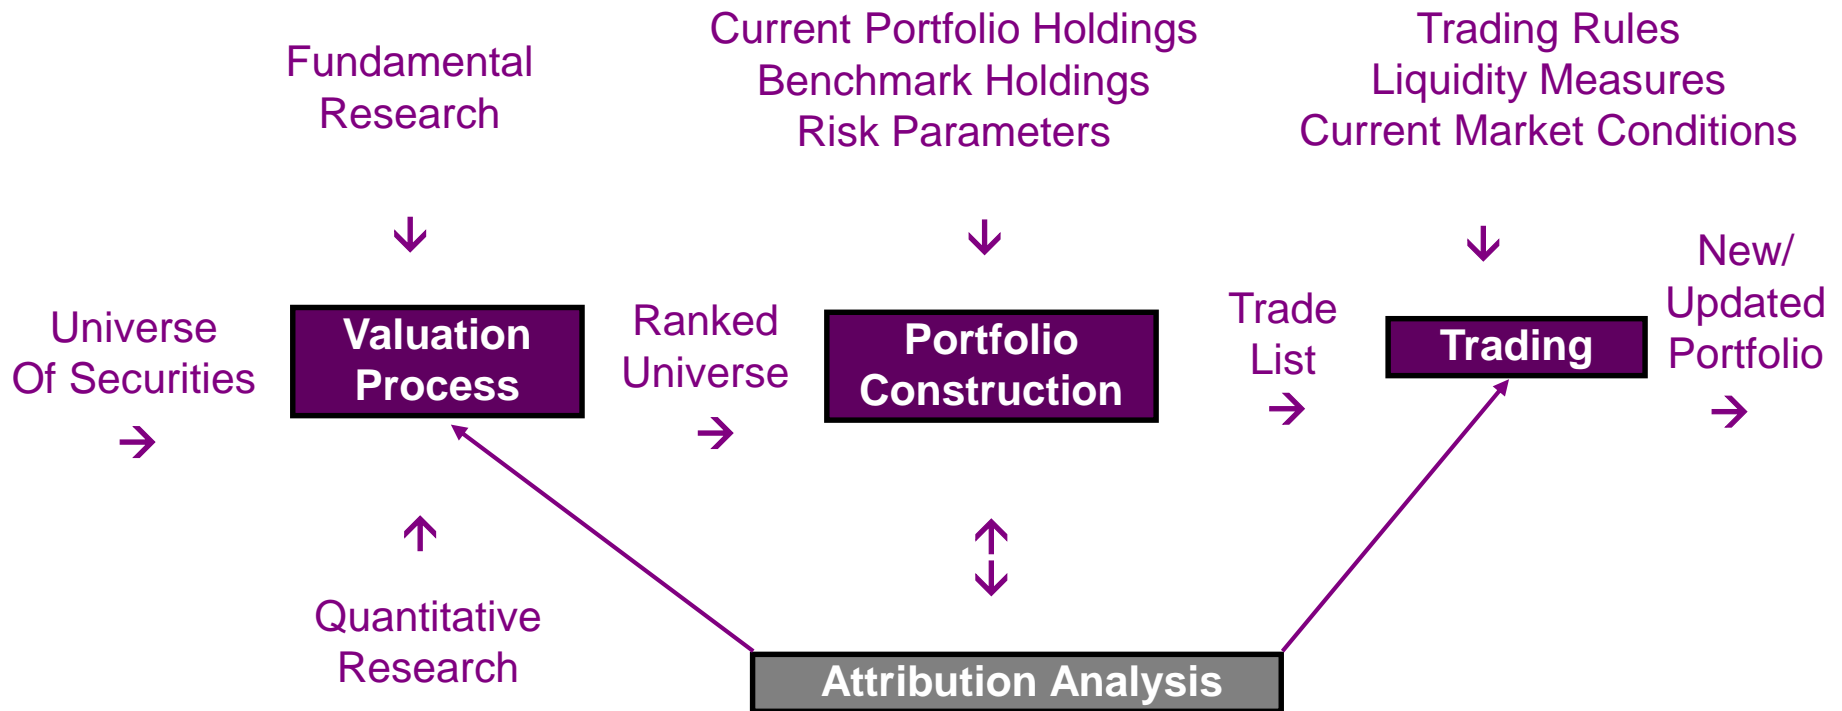 Fundamental
Research
Current Portfolio Holdings
Benchmark Holdings
Risk Parameters
Trading Rules
Liquidity Measures
Current Market Conditions
Universe
Of Securities
Valuation
Process
Ranked
Universe
Portfolio
Construction
Trade
List
Trading
New/
Updated
Portfolio
Quantitative
Research
Attribution Analysis